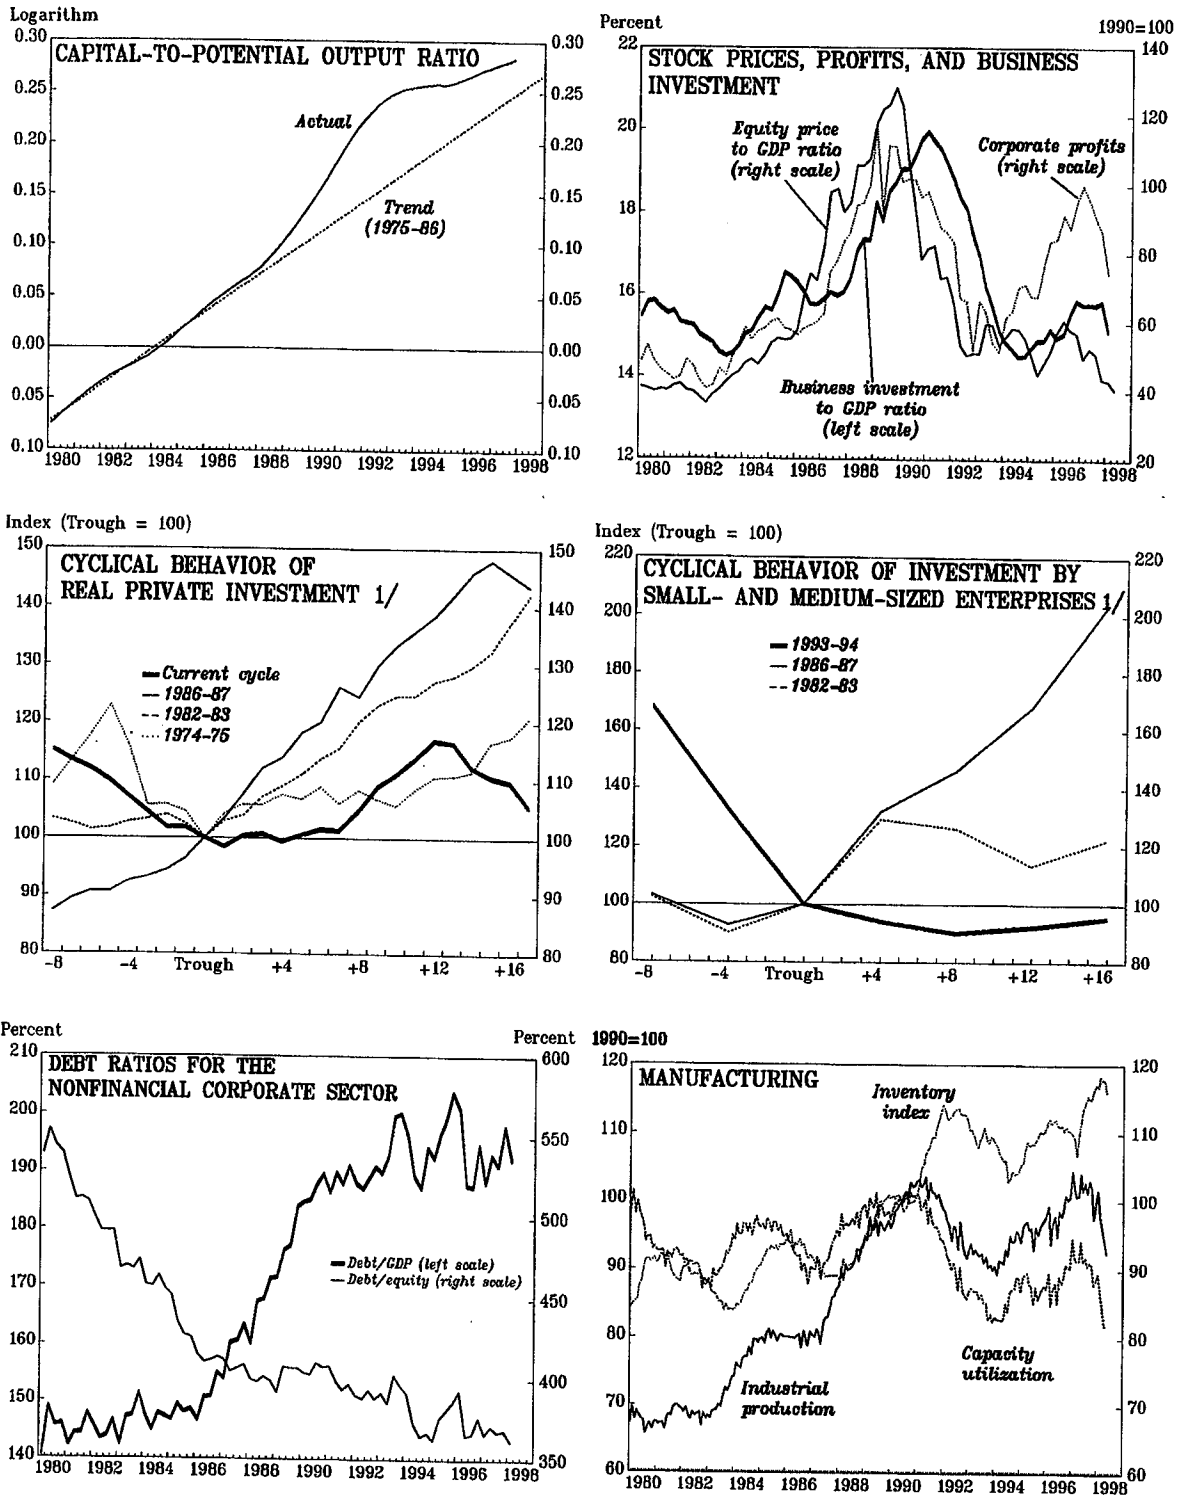 Logarithm
0.30
0.25
0.20
0.15
0.10
0.05
0.00
0.05
0.10
CAPITAL-TO-POTENTIAL OUTPUT RATIO
Actual
Trend
(1975-86)
0.30
0.25
0.20
0.15
0.10
0.05
0.00
0.05
0.10
1980 1982 1984 1986 1988 1990 1992 1994 1996 1998
Percent
1990=100
22
20
18
16
14
12
STOCK PRICES, PROFITS, AND BUSINESS
INVESTMENT
Equity price
to GDP ratio
(right scale)
Corporate profits
(right scale)
Business investment
to GDP ratio
(left scale)
140
120
100
80
60
40
20
1980 1982 1984 1986 1988 1990 1992 1994 1996 1998
Index (Trough = 100)
150
140
130
120
110
100
90
80
CYCLICAL BEHAVIOR OF
REAL PRIVATE INVESTMENT 1/
Current cycle
1986-87
1982-83
1974-75
150
140
130
120
110
100
90
80
-8 -4 Trough +4 +8 +12 +16
Index (Trough = 100)
220
200
180
160
140
120
100
80
CYCLICAL BEHAVIOR OF INVESTMENT BY
SMALL- AND MEDIUM-SIZED ENTERPRISES 1/
1993-94
1986-87
1982-83
220
200
180
160
140
120
100
80
-8 -4 Trough +4 +8 +12 +16
Percent
Percent
210
200
190
180
170
160
150
140
DEBT RATIOS FOR THE
NONFINANCIAL CORPORATE SECTOR
Debt/GDP (left scale)
Debt/equity (right scale)
600
550
500
450
400
350
1980 1982 1984 1986 1988 1990 1992 1994 1996 1998
1990=100
120
110
100
90
80
70
60
MANUFACTURING
Inventory
index
Capacity
utilization
Industrial
production
120
110
100
90
80
70
60
1980 1982 1984 1986 1988 1990 1992 1994 1996 1998